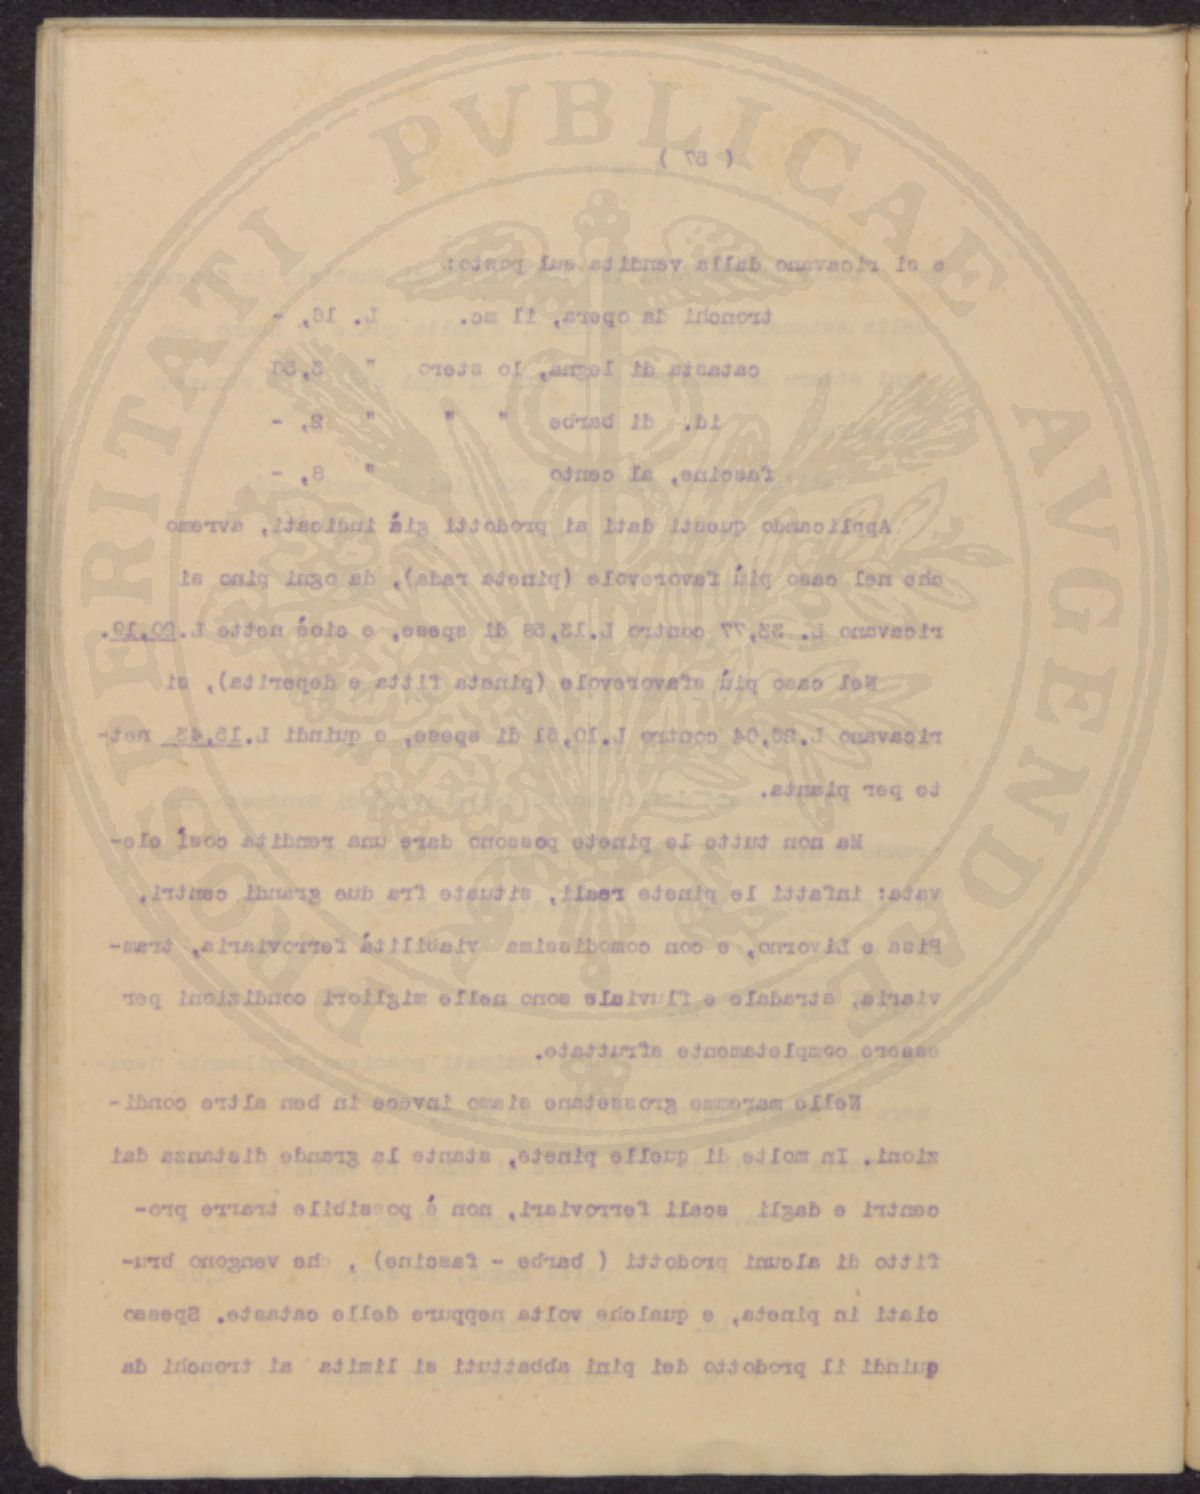 ( 57 )
e si ricavano dalla vendita sul posto:
tronchi da opera, il mc. L. 16, -
catasta di legna, lo stero " 3,50
id. di barbe " " " 2, -
fascine, al cento " 8, -
Applicando questi dati ai prodotti già indicati, avremo
che nel caso più favorevole (pineta rada), da ogni pino si
ricavano L. 33,77 contro L.13,58 di spese, e cioè nette L.20,19.
Nel caso più sfavorevole (pineta fitta e deperita), si
ricavano L.26,04 contro L.10,61 di spese, e quindi L.15,43 net-
te per pianta.
Ma non tutte le pinete possono dare una rendita così ele-
vata: infatti le pinete reali, situate fra due grandi centri,
Pisa e Livorno, e con comodissima viabilità ferroviaria, tram-
viaria, stradale e fluviale sono nelle migliori condizioni per
essere completamente sfruttate.
Nelle maremme grossetane siamo invece in ben altre condi-
zioni. In molte di quelle pinete, stante la grande distanza dai
centri e dagli scali ferroviari, non è possibile trarre pro-
fitto di alcuni prodotti ( barbe - fascine) , che vengono bru-
ciati in pineta, e qualche volta neppure delle cataste. Spesso
quindi il prodotto dei pini abbattuti si limita ai tronchi da
PROSPERITATI PVBLICAE AVGENDAE